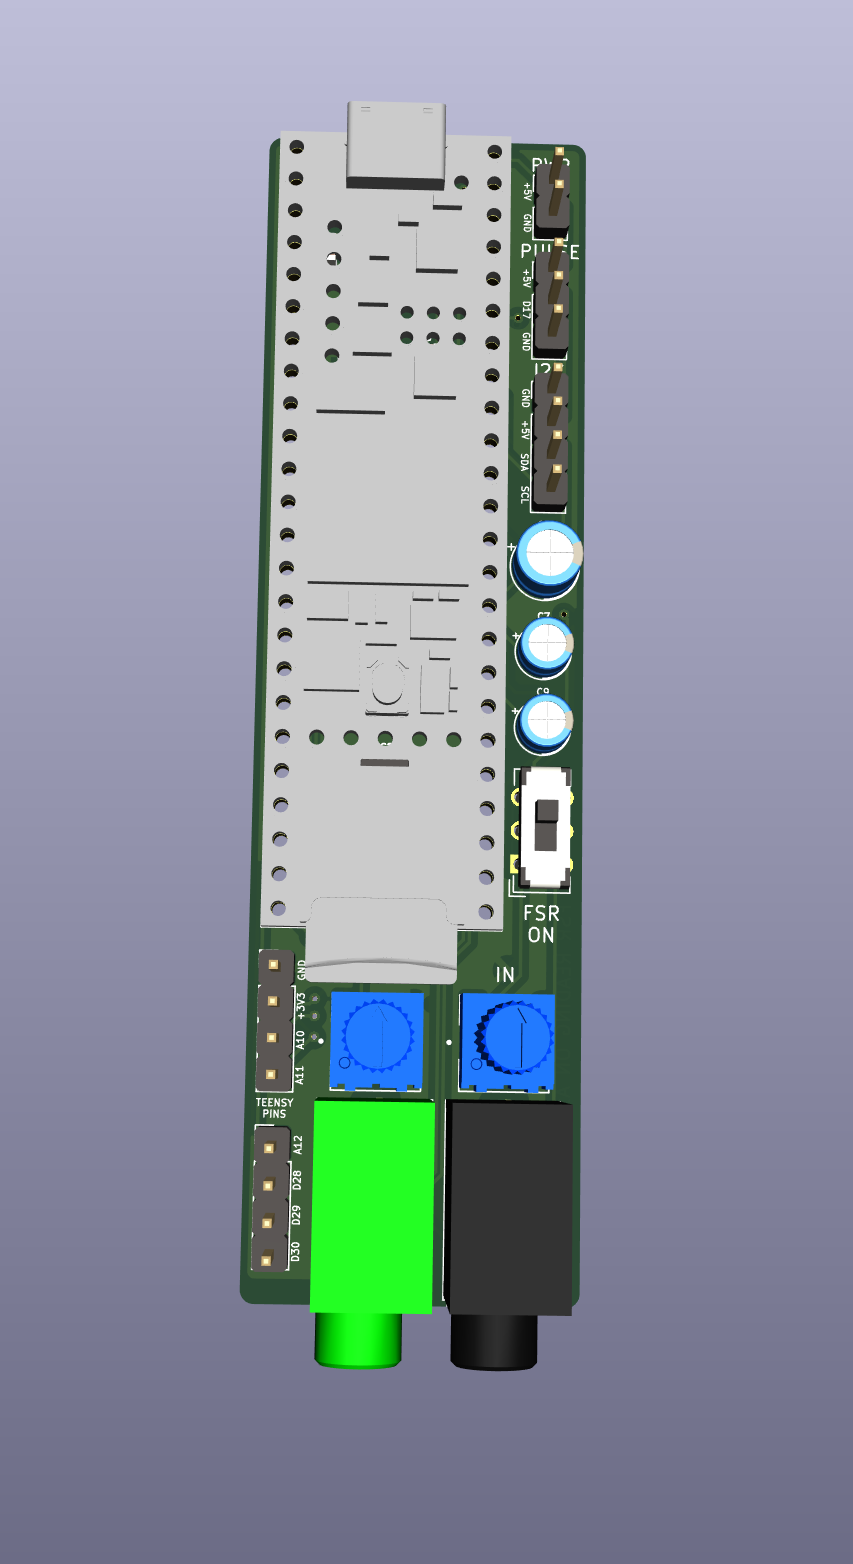 +5V
GND
+5V
D17
GND
GND
+5V
SDA
SCL
+
+
+
FSR
ON
IN
GND
+3V3
A10
A11
TEENSY
PINS
A12
D28
D29
D30